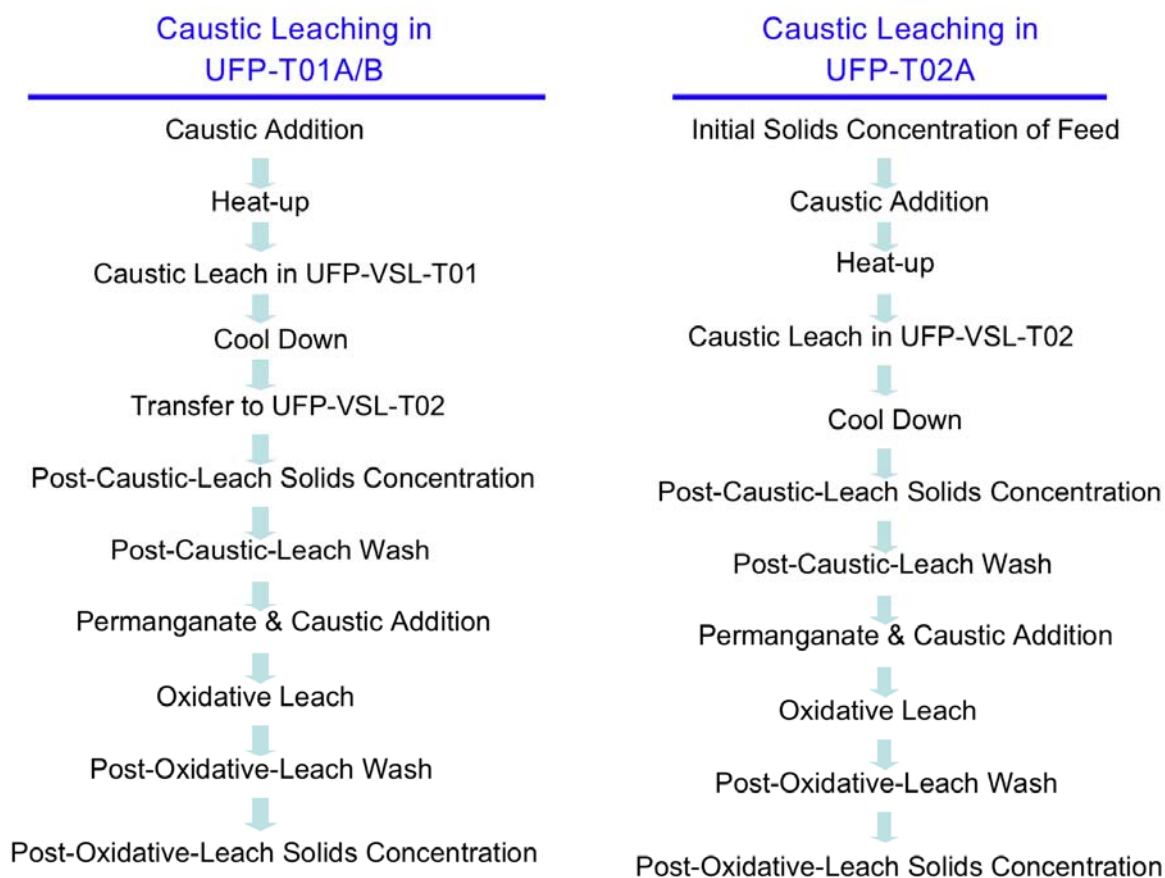 Caustic Leaching in
UFP-T01A/B
Caustic Addition
Heat-up
Caustic Leach in UFP-VSL-T01
Cool Down
Transfer to UFP-VSL-T02
Post-Caustic-Leach Solids Concentration
Post-Caustic-Leach Wash
Permanganate & Caustic Addition
Oxidative Leach
Post-Oxidative-Leach Wash
Post-Oxidative-Leach Solids Concentration
Caustic Leaching in
UFP-T02A
Initial Solids Concentration of Feed
Caustic Addition
Heat-up
Caustic Leach in UFP-VSL-T02
Cool Down
Post-Caustic-Leach Solids Concentration
Post-Caustic-Leach Wash
Permanganate & Caustic Addition
Oxidative Leach
Post-Oxidative-Leach Wash
Post-Oxidative-Leach Solids Concentration